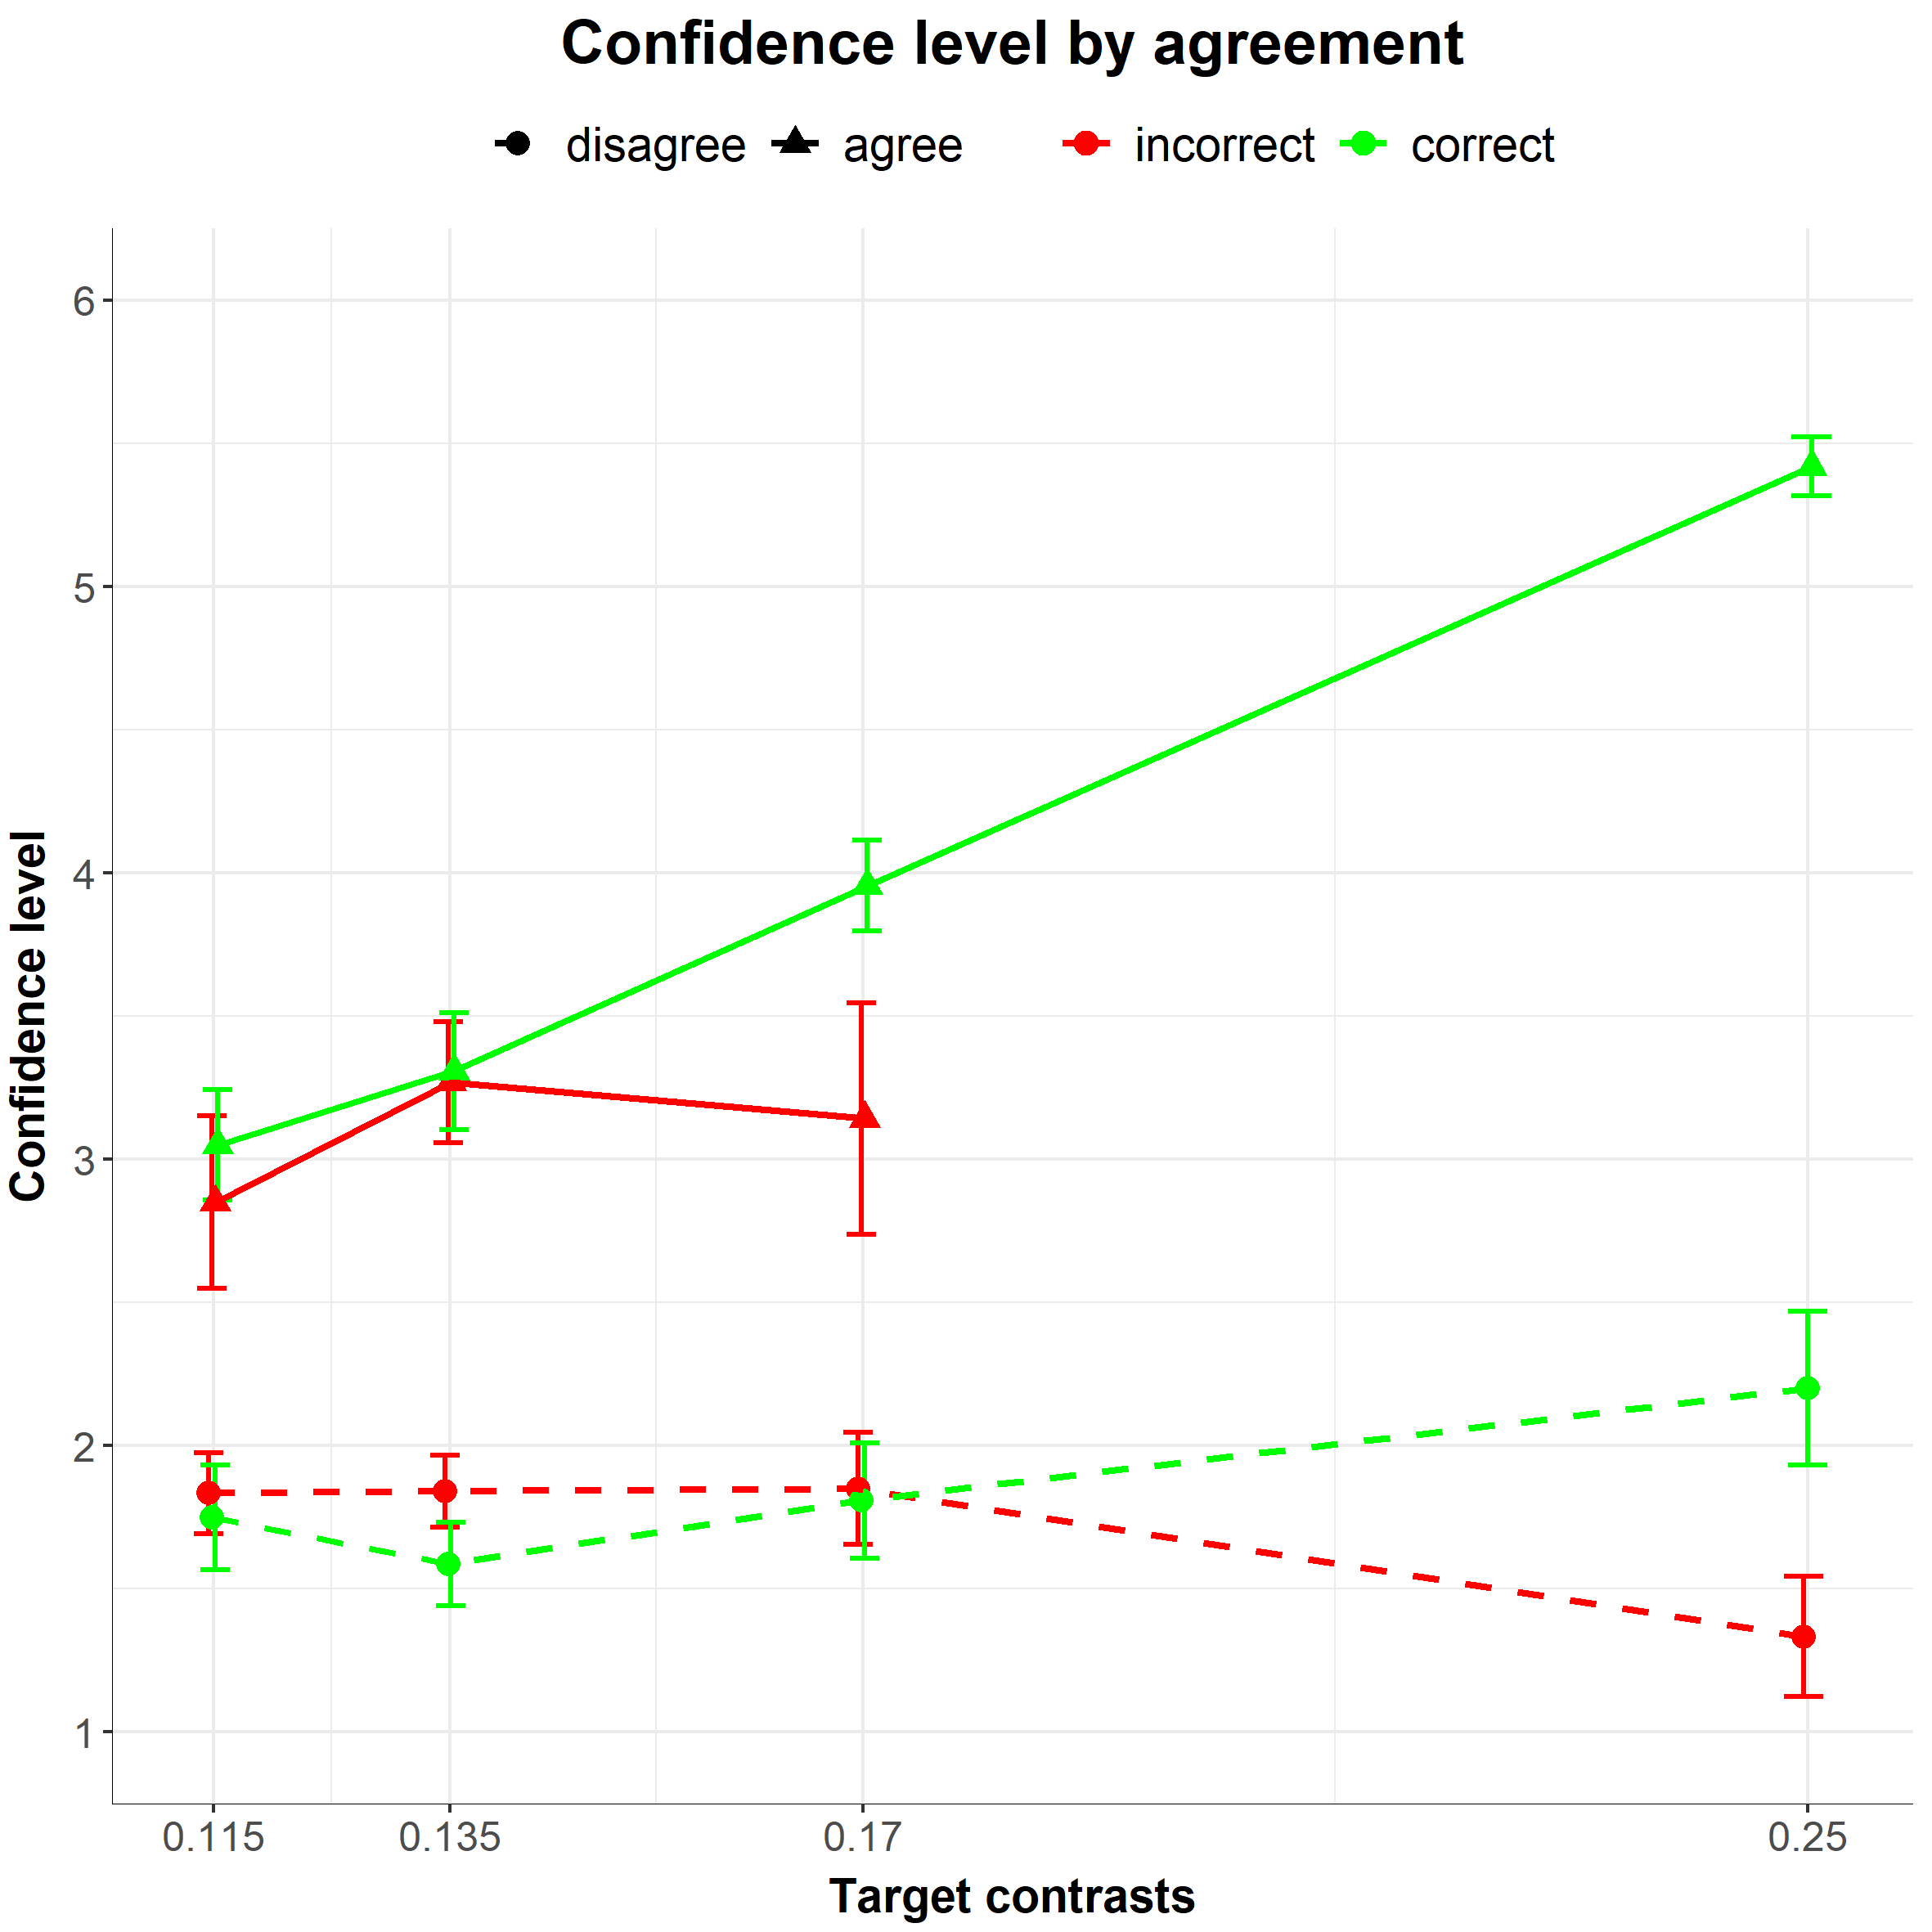 Confidence level by agreement
disagree agree incorrect correct
6
5
4
3
2
1
Confidence level
0.115 0.135 0.17 0.25
Target contrasts